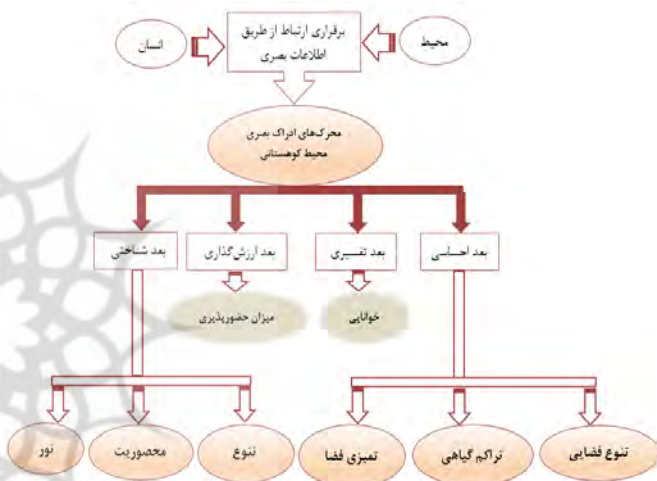 محیط
برقراری ارتباط از طریق
اطلاعات بصری
انسان
محرک‌های ادراک بصری
محیط کوهستانی
بعد احساسی
بعد تفسیری
بعد ارزش‌گذاری
بعد شناختی
خوانایی
میزان حضورپذیری
تنوع فضایی
تراکم گیاهی
تمیزی فضا
تنوع
محصوریت
نور